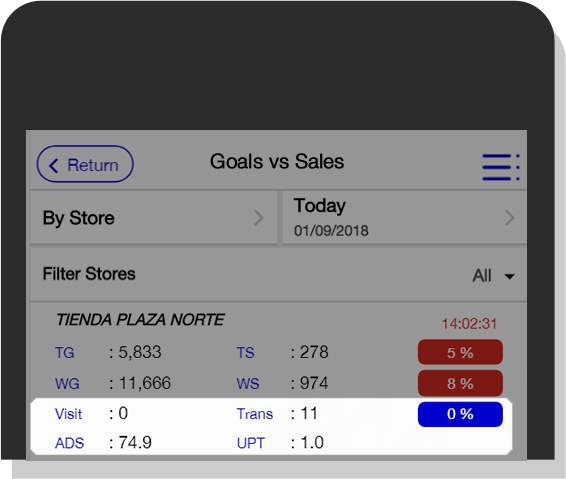 Return
Goals vs Sales
By Store
Today
01/09/2018
Filter Stores
All
TIENDA PLAZA NORTE
14:02:31
TG : 5,833 TS : 278 5 %
WG : 11,666 WS : 974 8 %
Visit : 0 Trans : 11 0 %
ADS : 74.9 UPT : 1.0